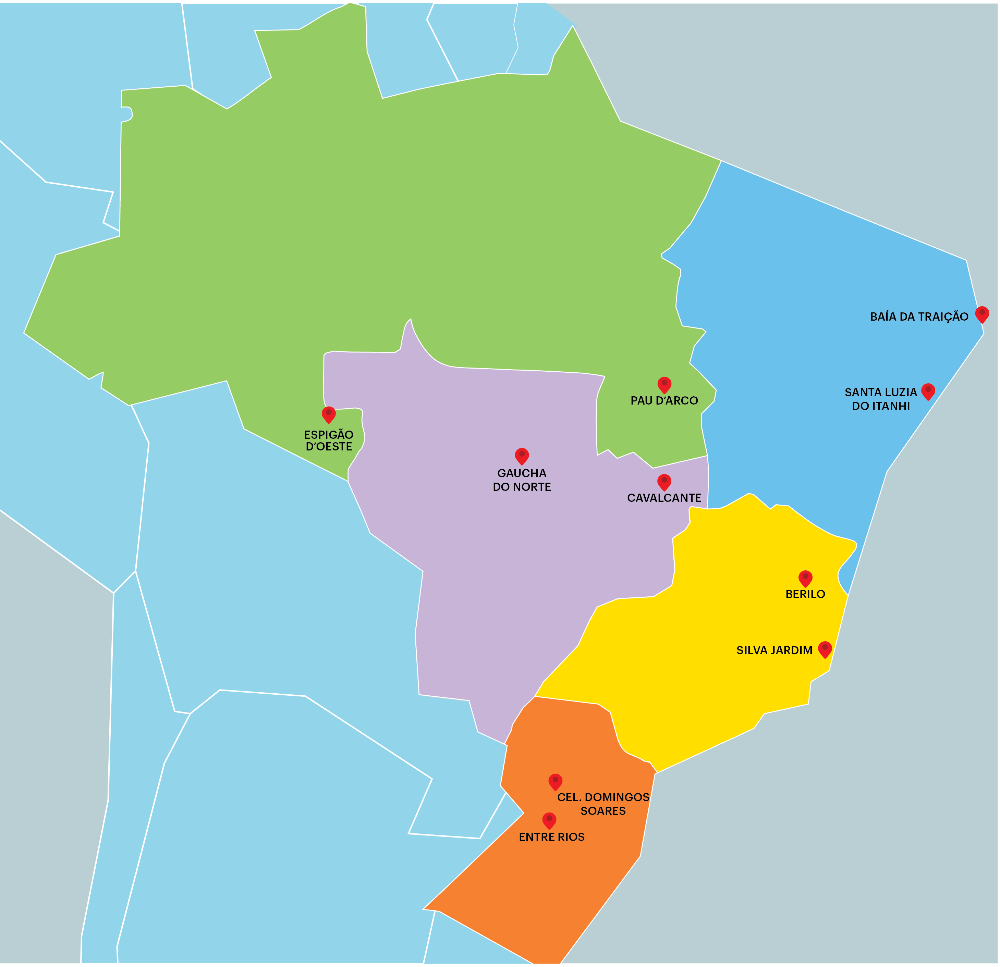 BAÍA DA TRAIÇÃO
SANTA LUZIA
DO ITANHI
PAU D’ARCO
ESPIGÃO
D’OESTE
GAUCHA
DO NORTE
CAVALCANTE
BERILO
SILVA JARDIM
CEL. DOMINGOS
SOARES
ENTRE RIOS